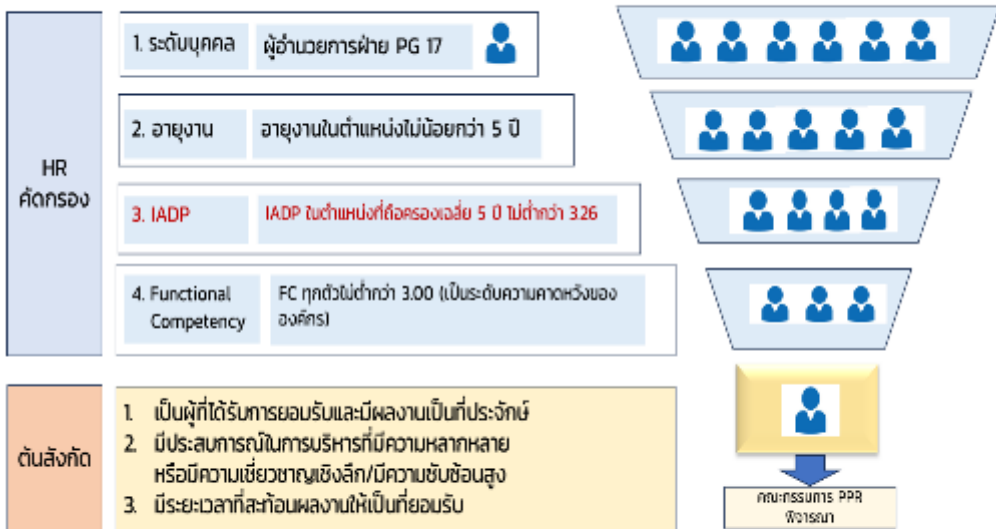 HR
คัดกรอง
1. ระดับบุคคล
ผู้อำนวยการฝ่าย PG 17
2. อายุงาน
อายุงานในตำแหน่งไม่น้อยกว่า 5 ปี
3. IADP
IADP ในตำแหน่งที่ถือครองเฉลี่ย 5 ปี ไม่ต่ำกว่า 3.26
4. Functional
Competency
FC ทุกตัวไม่ต่ำกว่า 3.00 (เป็นระดับความคาดหวังของ
องค์กร)
ต้นสังกัด
1. เป็นผู้ที่ได้รับการยอมรับและมีผลงานเป็นที่ประจักษ์
2. มีประสบการณ์ในการบริหารที่มีความหลากหลาย
หรือมีความเชี่ยวชาญเชิงลึก/มีความซับซ้อนสูง
3. มีระยะเวลาที่สะท้อนผลงานให้เป็นที่ยอมรับ
คณะกรรมการ PPR
พิจารณา